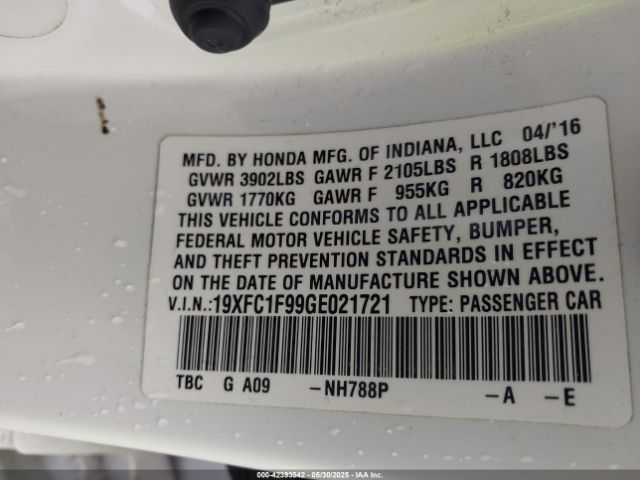 MFD. BY HONDA MFG. OF INDIANA, LLC 04/'16
GVWR 3902LBS GAWR F 2105LBS R 1808LBS
GVWR 1770KG GAWR F 955KG R 820KG
THIS VEHICLE CONFORMS TO ALL APPLICABLE
FEDERAL MOTOR VEHICLE SAFETY, BUMPER,
AND THEFT PREVENTION STANDARDS IN EFFECT
ON THE DATE OF MANUFACTURE SHOWN ABOVE.
V.I.N.:19XFC1F99GE021721 TYPE: PASSENGER CAR
TBC G A09 -NH788P -A -E
000-42393542 - 05/30/2025 - IAAI, Inc. Copyright